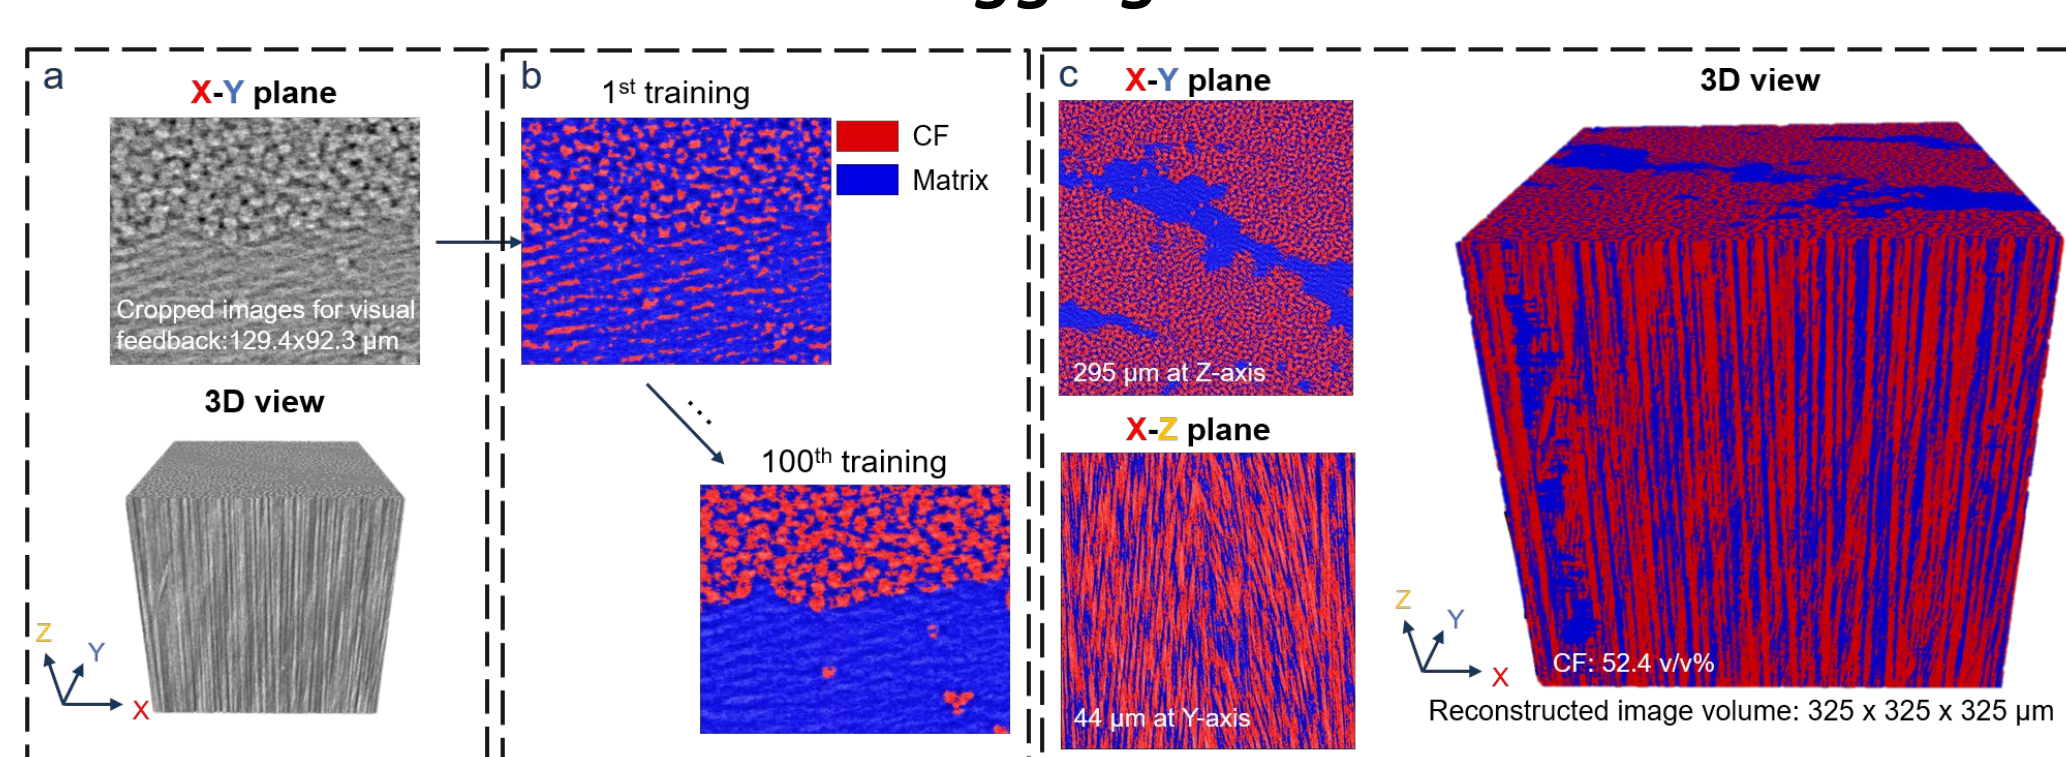 a
X-Y plane
Cropped images for visual
feedback:129.4x92.3 µm
3D view
Z
Y
X
b
1st training
CF
Matrix
...
100th training
c
X-Y plane
295 µm at Z-axis
X-Z plane
44 µm at Y-axis
3D view
Z
Y
X
CF: 52.4 v/v%
Reconstructed image volume: 325 x 325 x 325 µm